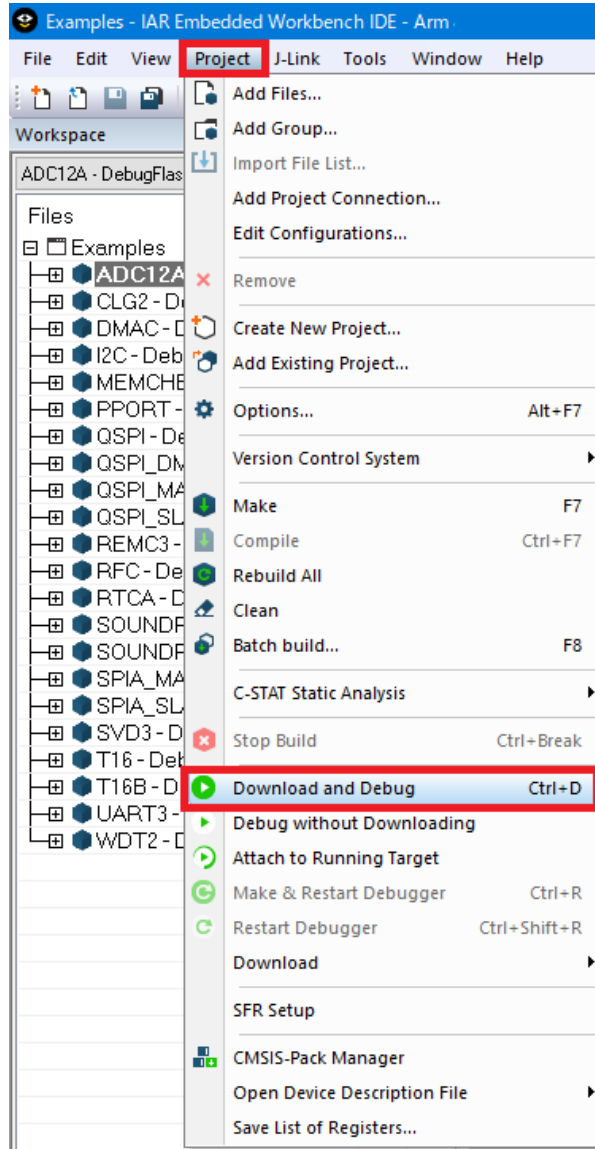 Examples - IAR Embedded Workbench IDE - Arm
File Edit View Project J-Link Tools Window Help
Workspace
ADC12A - DebugFlas
Files
Examples
ADC12A
CLG2 - D
DMAC - D
I2C - Deb
MEMCHE
PPORT -
QSPI - De
QSPI_DM
QSPI_MA
QSPI_SL
REMC3 -
RFC - De
RTCA - D
SOUNDP
SOUNDP
SPIA_MA
SPIA_SL
SVD3 - D
T16 - Deb
T16B - D
UART3 -
WDT2 - D
Add Files...
Add Group...
Import File List...
Add Project Connection...
Edit Configurations...
Remove
Create New Project...
Add Existing Project...
Options... Alt+F7
Version Control System
Make F7
Compile Ctrl+F7
Rebuild All
Clean
Batch build... F8
C-STAT Static Analysis
Stop Build Ctrl+Break
Download and Debug Ctrl+D
Debug without Downloading
Attach to Running Target
Make & Restart Debugger Ctrl+R
Restart Debugger Ctrl+Shift+R
Download
SFR Setup
CMSIS-Pack Manager
Open Device Description File
Save List of Registers...